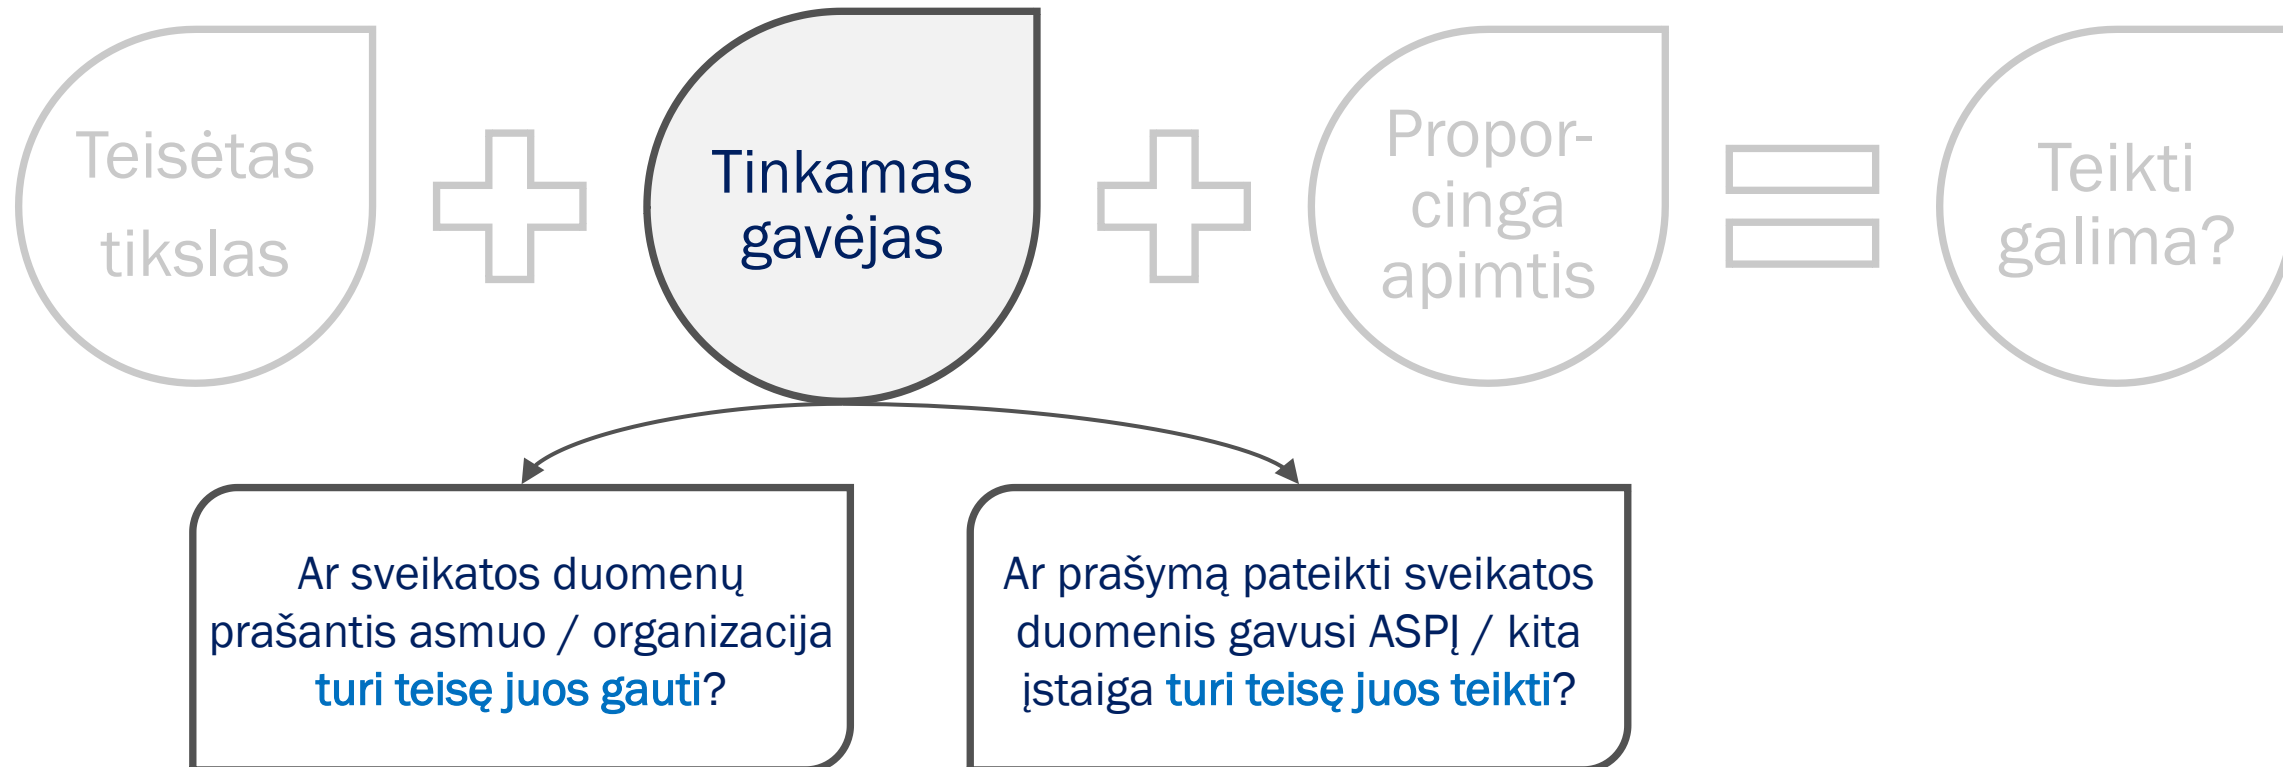 Teisėtas
tikslas
Tinkamas
gavėjas
Propor-
cinga
apimtis
Teikti
galima?
Ar sveikatos duomenų
prašantis asmuo / organizacija
turi teisę juos gauti?
Ar prašymą pateikti sveikatos
duomenis gavusi ASPĮ / kita
įstaiga turi teisę juos teikti?